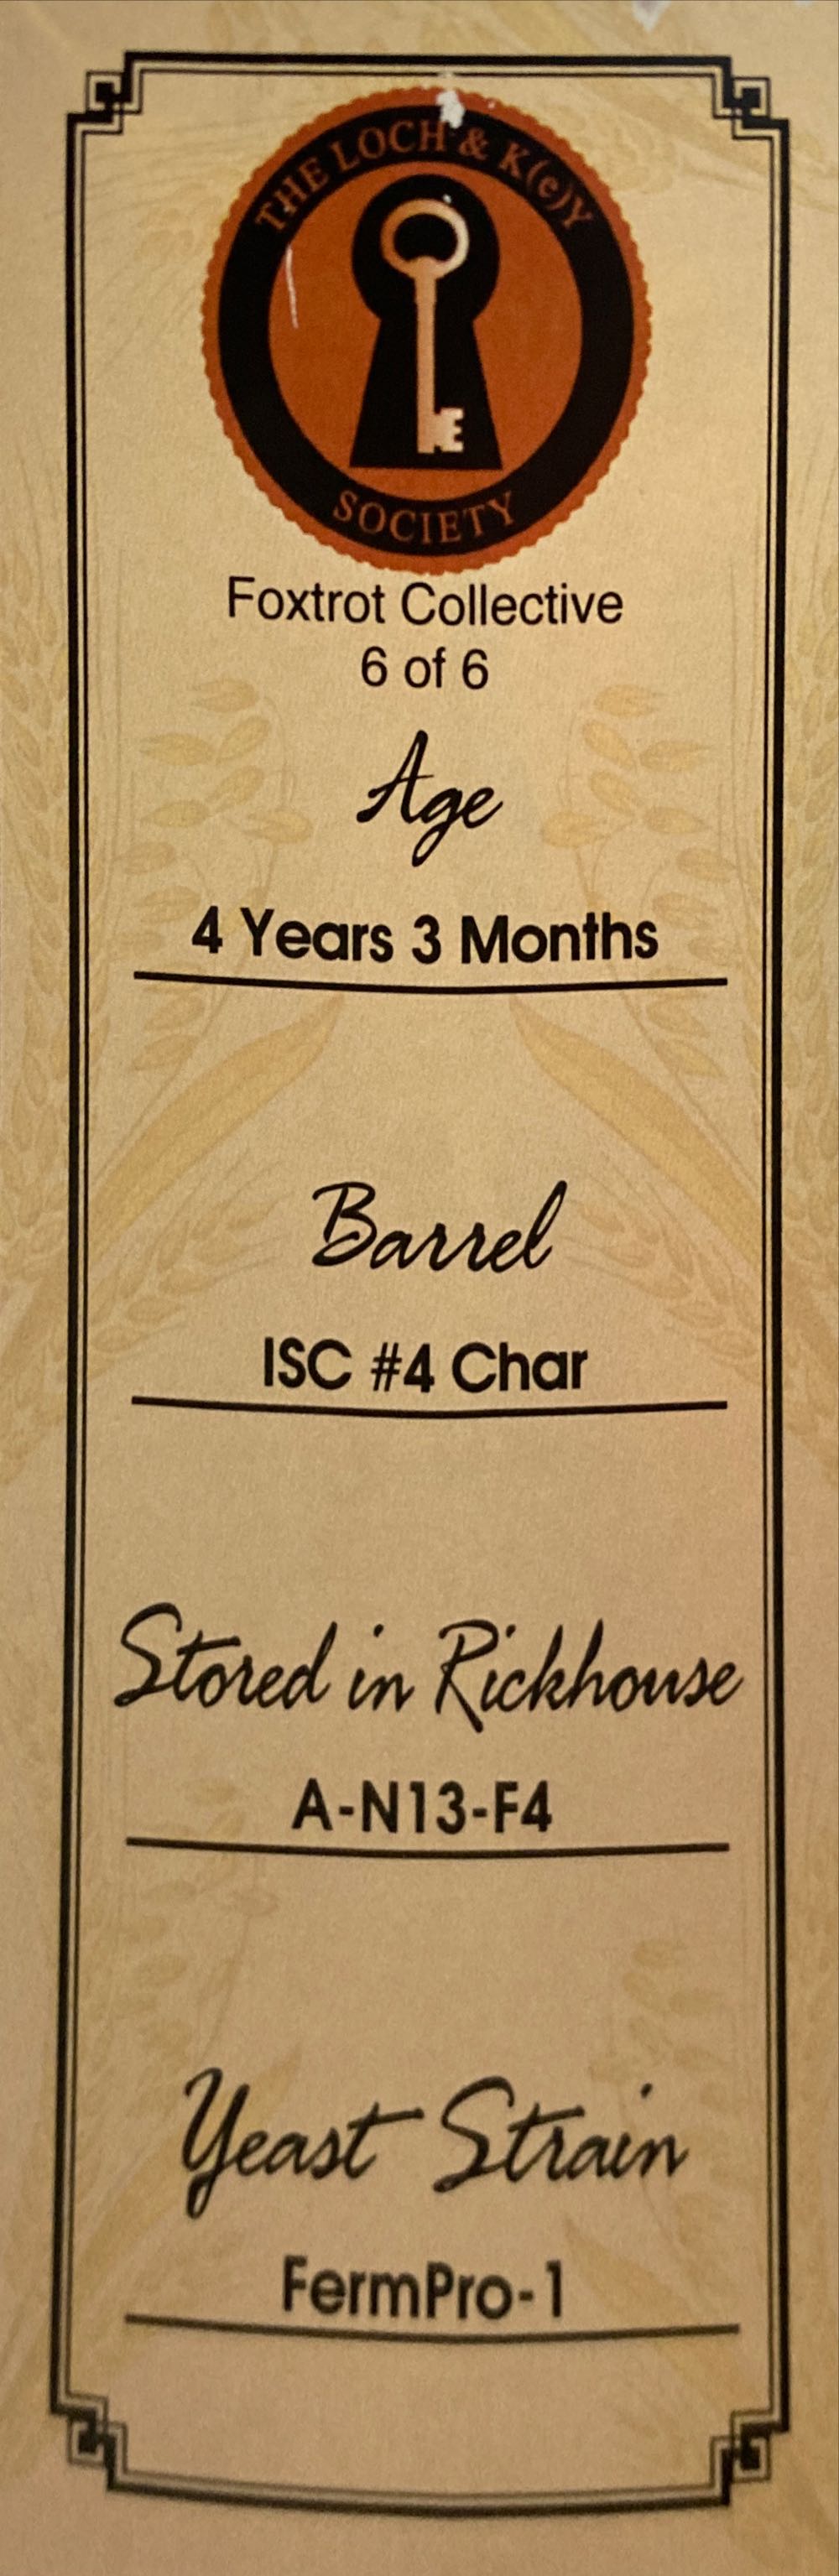 THE LOCH & K(e)Y
SOCIETY
Foxtrot Collective
6 of 6
Age
4 Years 3 Months
Barrel
ISC #4 Char
Stored in Rickhouse
A-N13-F4
Yeast Strain
FermPro-1